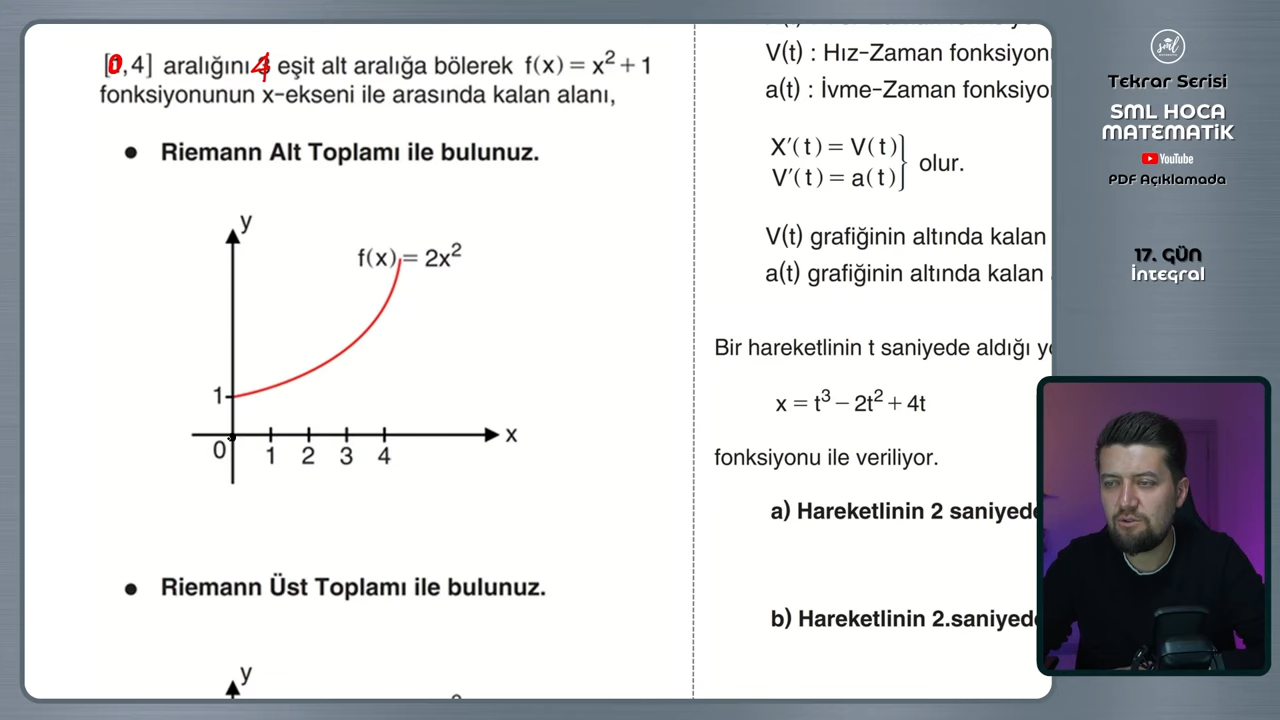 [0,4] aralığını 4 eşit alt aralığa bölerek f(x) = x² + 1
fonksiyonunun x-ekseni ile arasında kalan alanı,
• Riemann Alt Toplamı ile bulunuz.
y
f(x) = 2x²
1
0 1 2 3 4 x
• Riemann Üst Toplamı ile bulunuz.
y
V(t) : Hız-Zaman fonksiyonu
a(t) : İvme-Zaman fonksiyo
X′(t) = V(t)
V′(t) = a(t)
olur.
V(t) grafiğinin altında kalan
a(t) grafiğinin altında kalan
Bir hareketlinin t saniyede aldığı yo
x = t³ – 2t² + 4t
fonksiyonu ile veriliyor.
a) Hareketlinin 2 saniyede
b) Hareketlinin 2.saniyede
sml
Tekrar Serisi
SML HOCA
MATEMATİK
YouTube
PDF Açıklamada
17. GÜN
İntegral